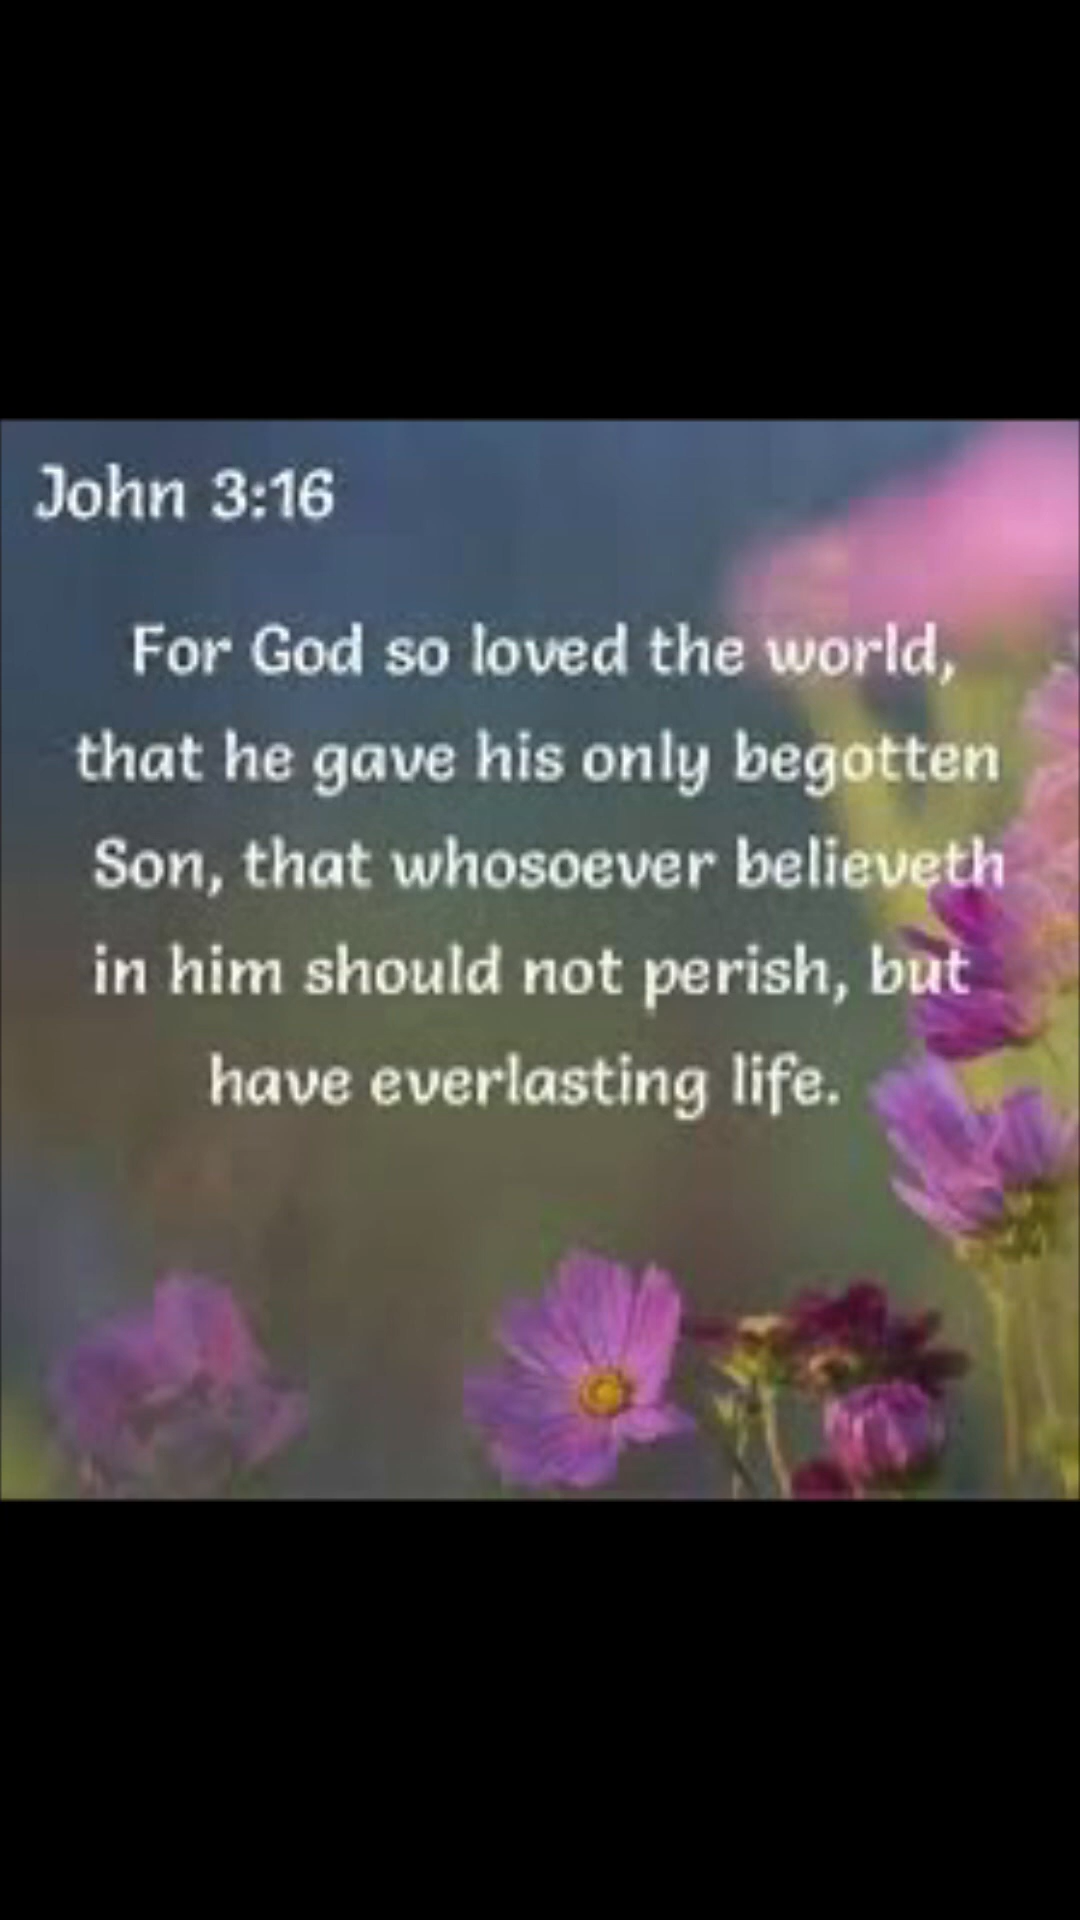 John 3:16
For God so loved the world,
that he gave his only begotten
Son, that whosoever believeth
in him should not perish, but
have everlasting life.